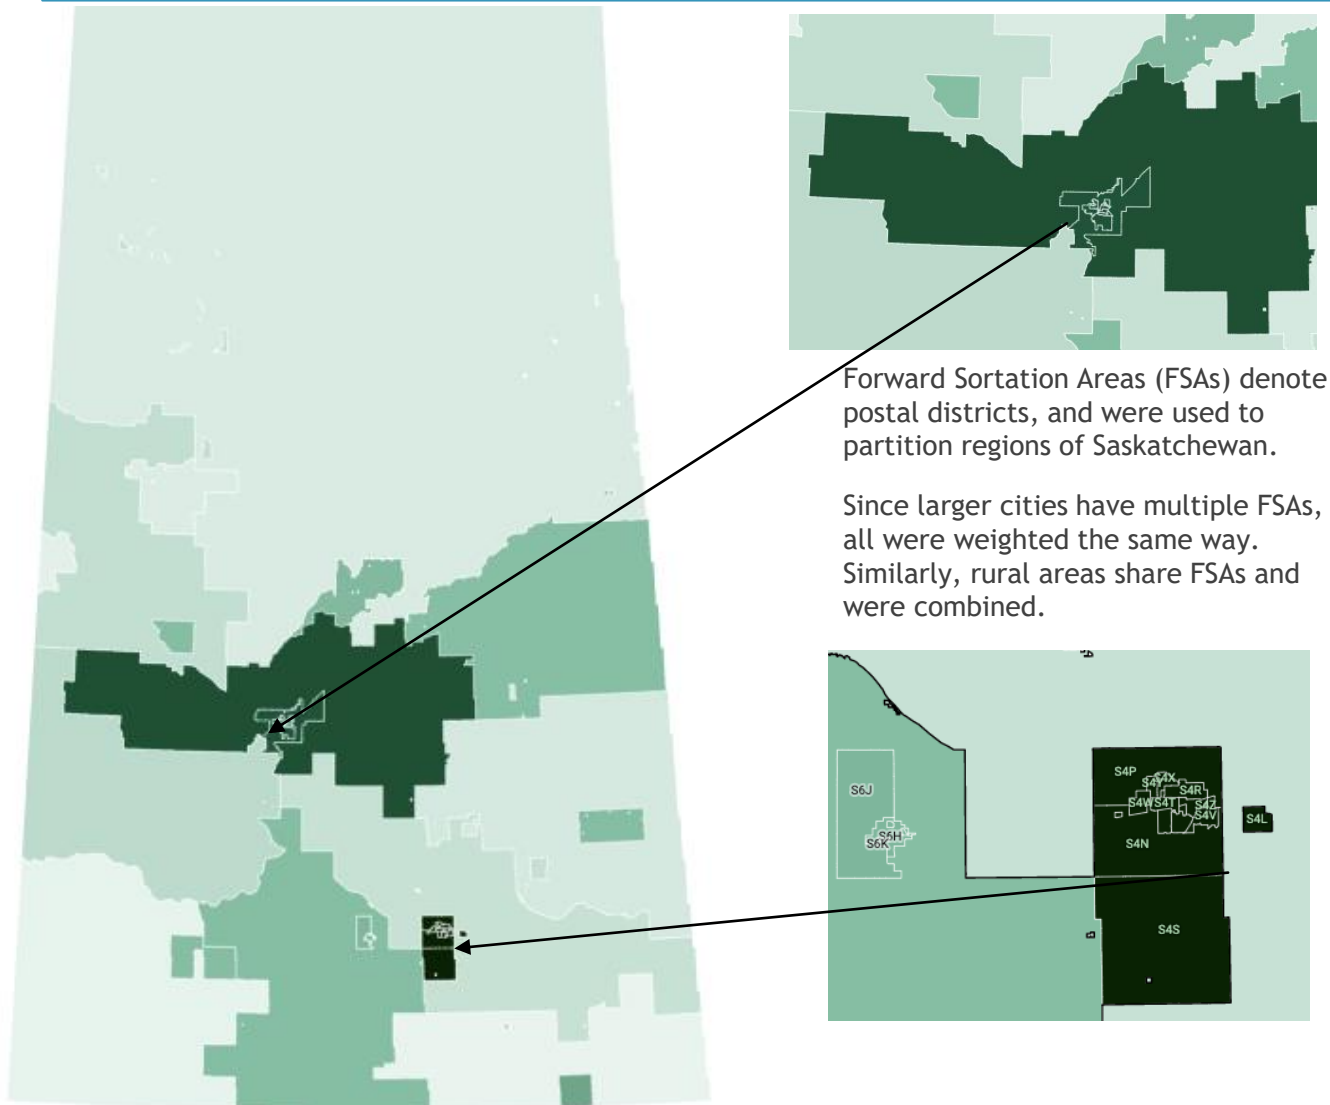 Forward Sortation Areas (FSAs) denote
postal districts, and were used to
partition regions of Saskatchewan.
Since larger cities have multiple FSAs,
all were weighted the same way.
Similarly, rural areas share FSAs and
were combined.
S6J
S6H
S6K
S4P
S4X
S4Y
S4R
S4W
S4T
S4Z
S4V
S4L
S4N
S4S